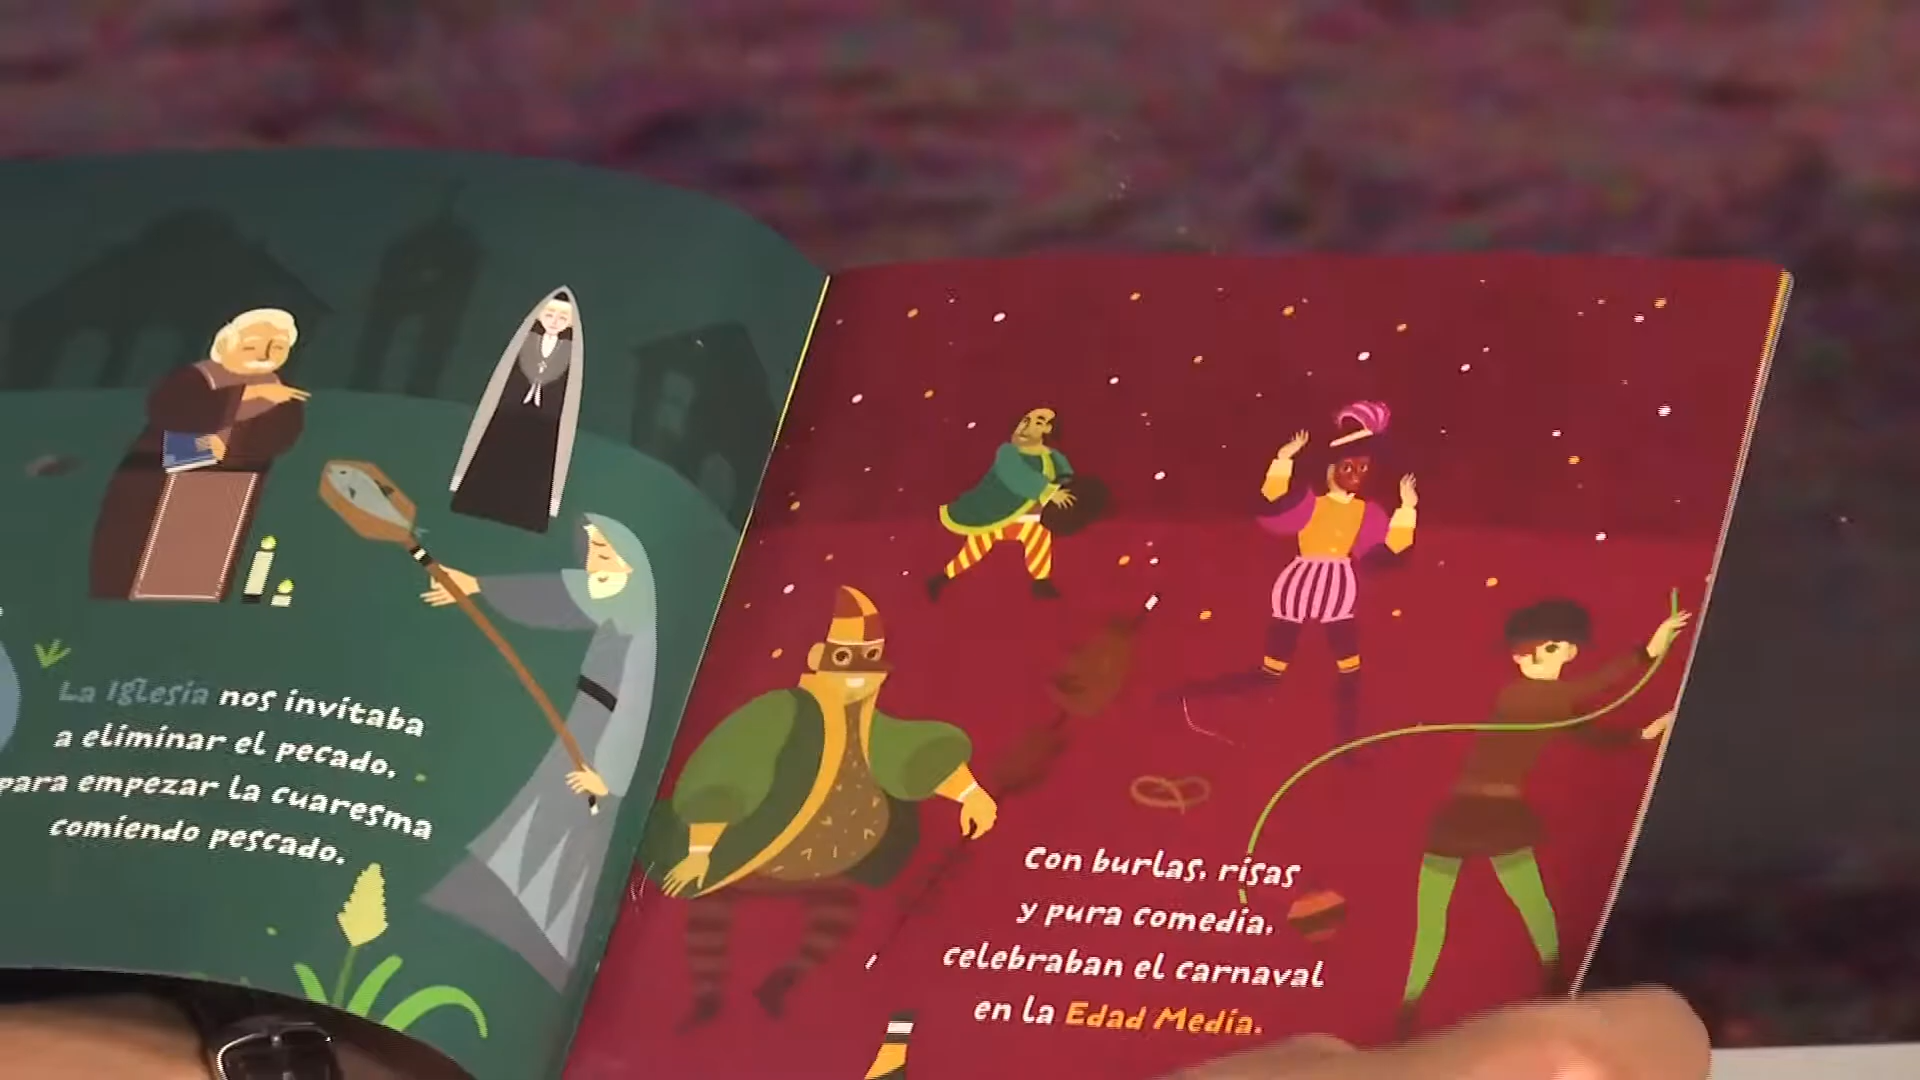 La Iglesia nos invitaba
a eliminar el pecado,
para empezar la cuaresma
comiendo pescado.
Con burlas, risas
y pura comedia,
celebraban el carnaval
en la Edad Media.